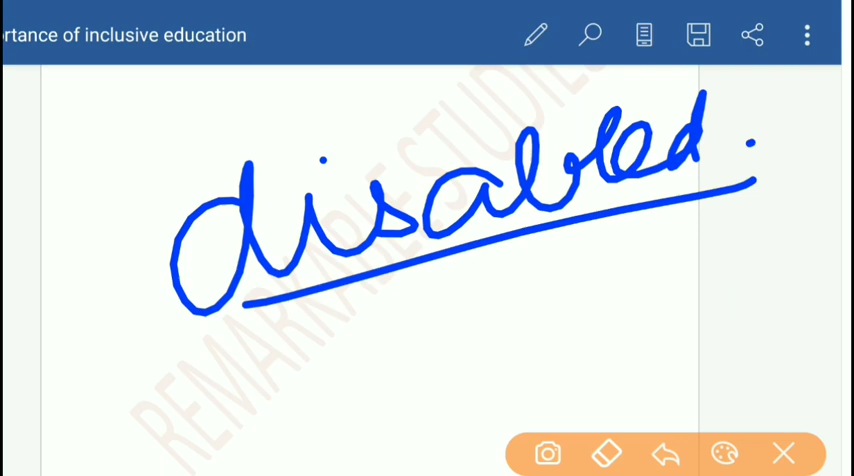 rtance of inclusive education
disabled.
REMARKABLE STUDIES